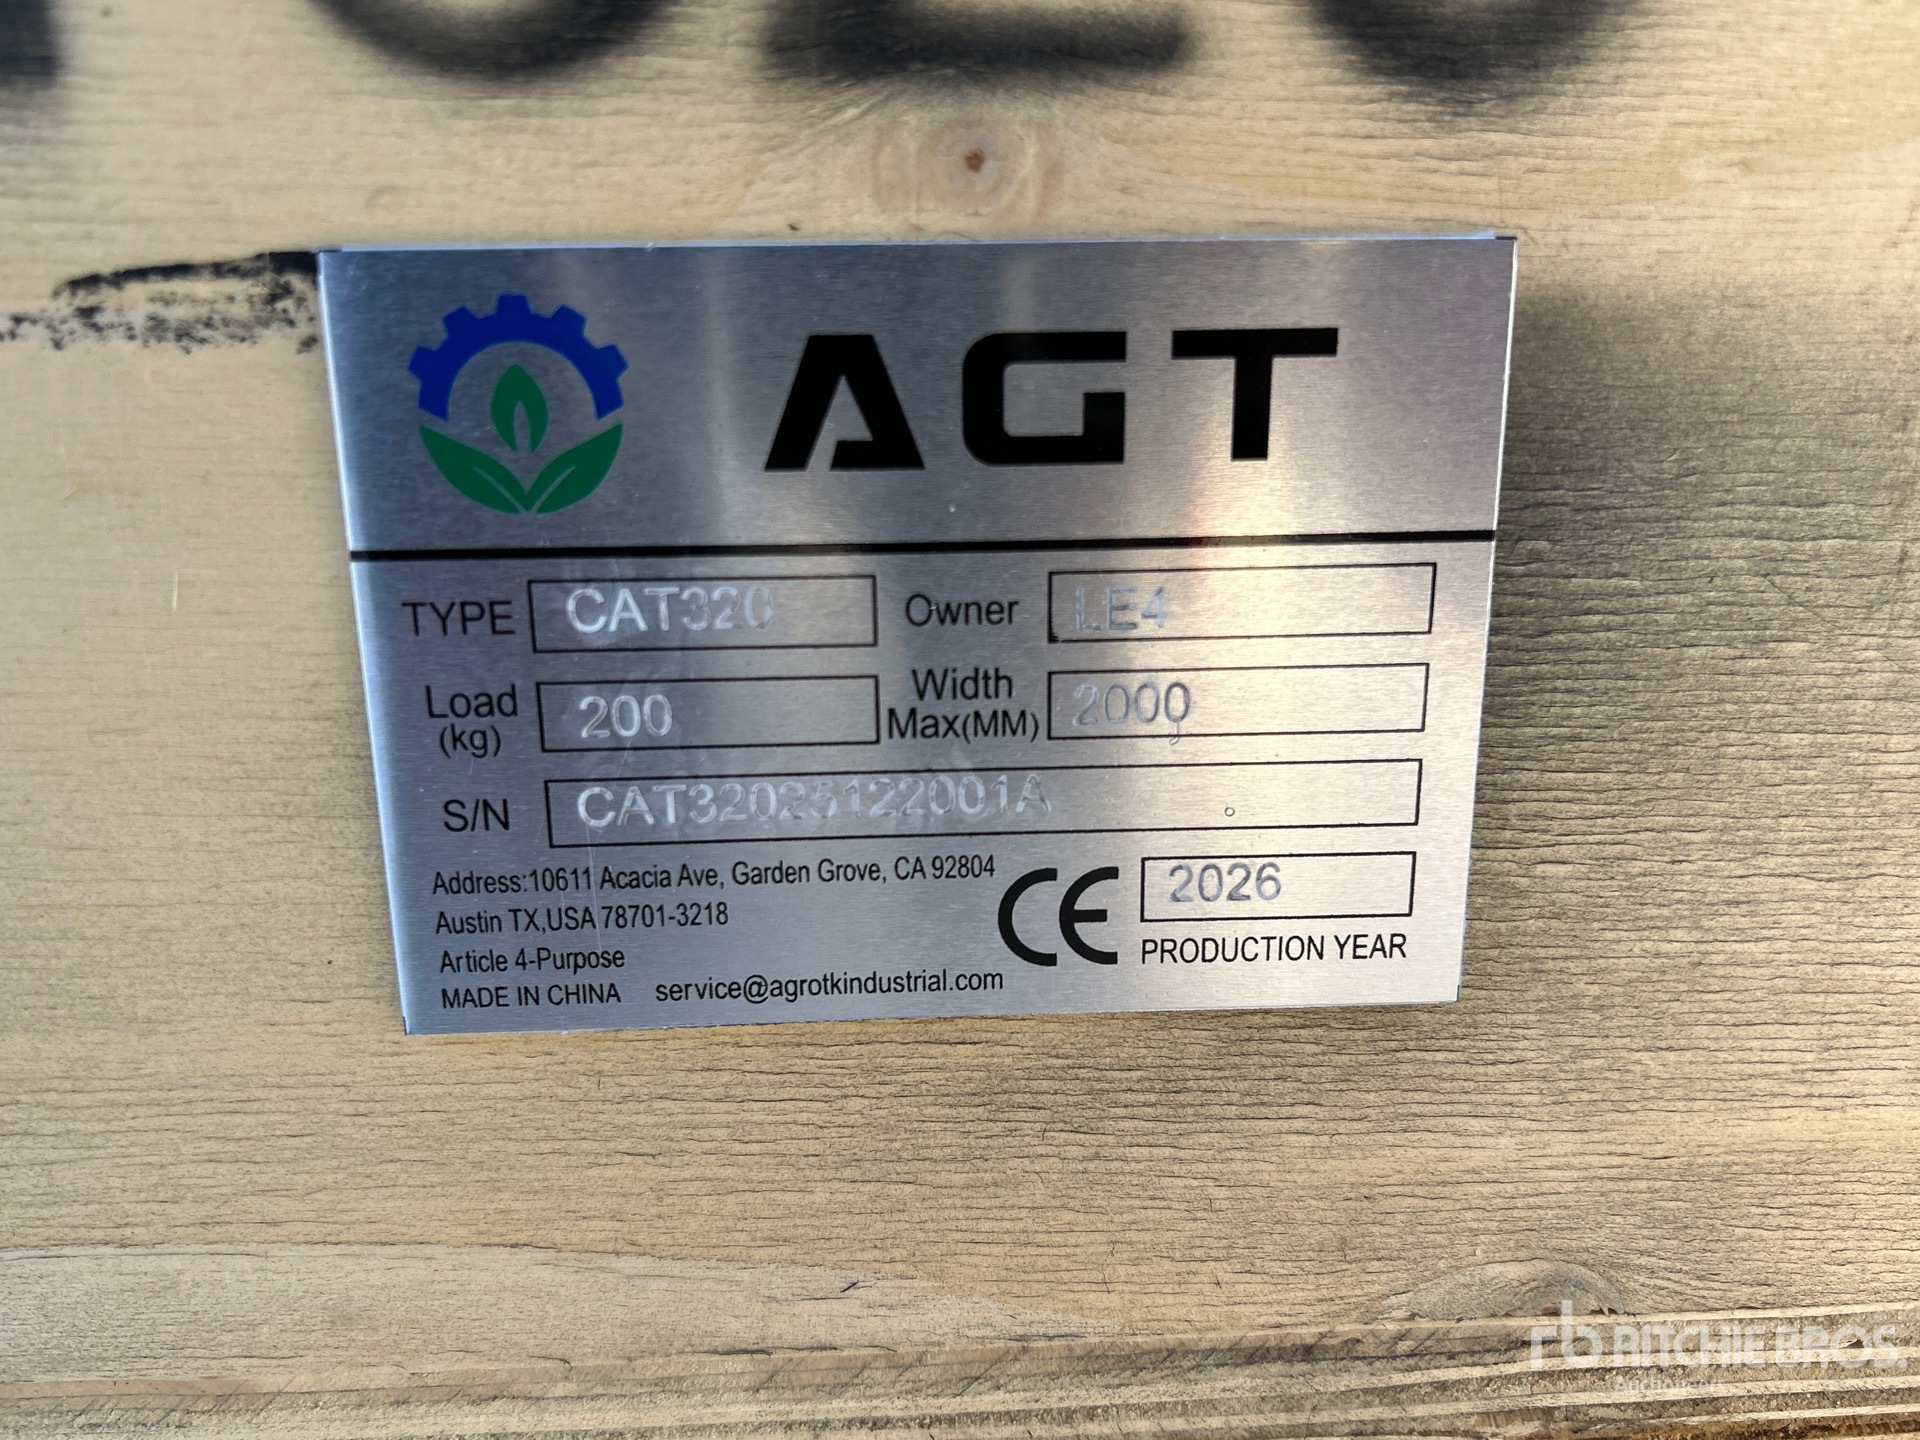 AGT
TYPE CAT320 Owner LE4
Load (kg) 200 Width Max(MM) 2000
S/N CAT32025122001A
Address:10611 Acacia Ave, Garden Grove, CA 92804
Austin TX,USA 78701-3218
Article 4-Purpose
MADE IN CHINA service@agrotkindustrial.com
CE 2026
PRODUCTION YEAR
rb RITCHIE BROS.
Auctioneers